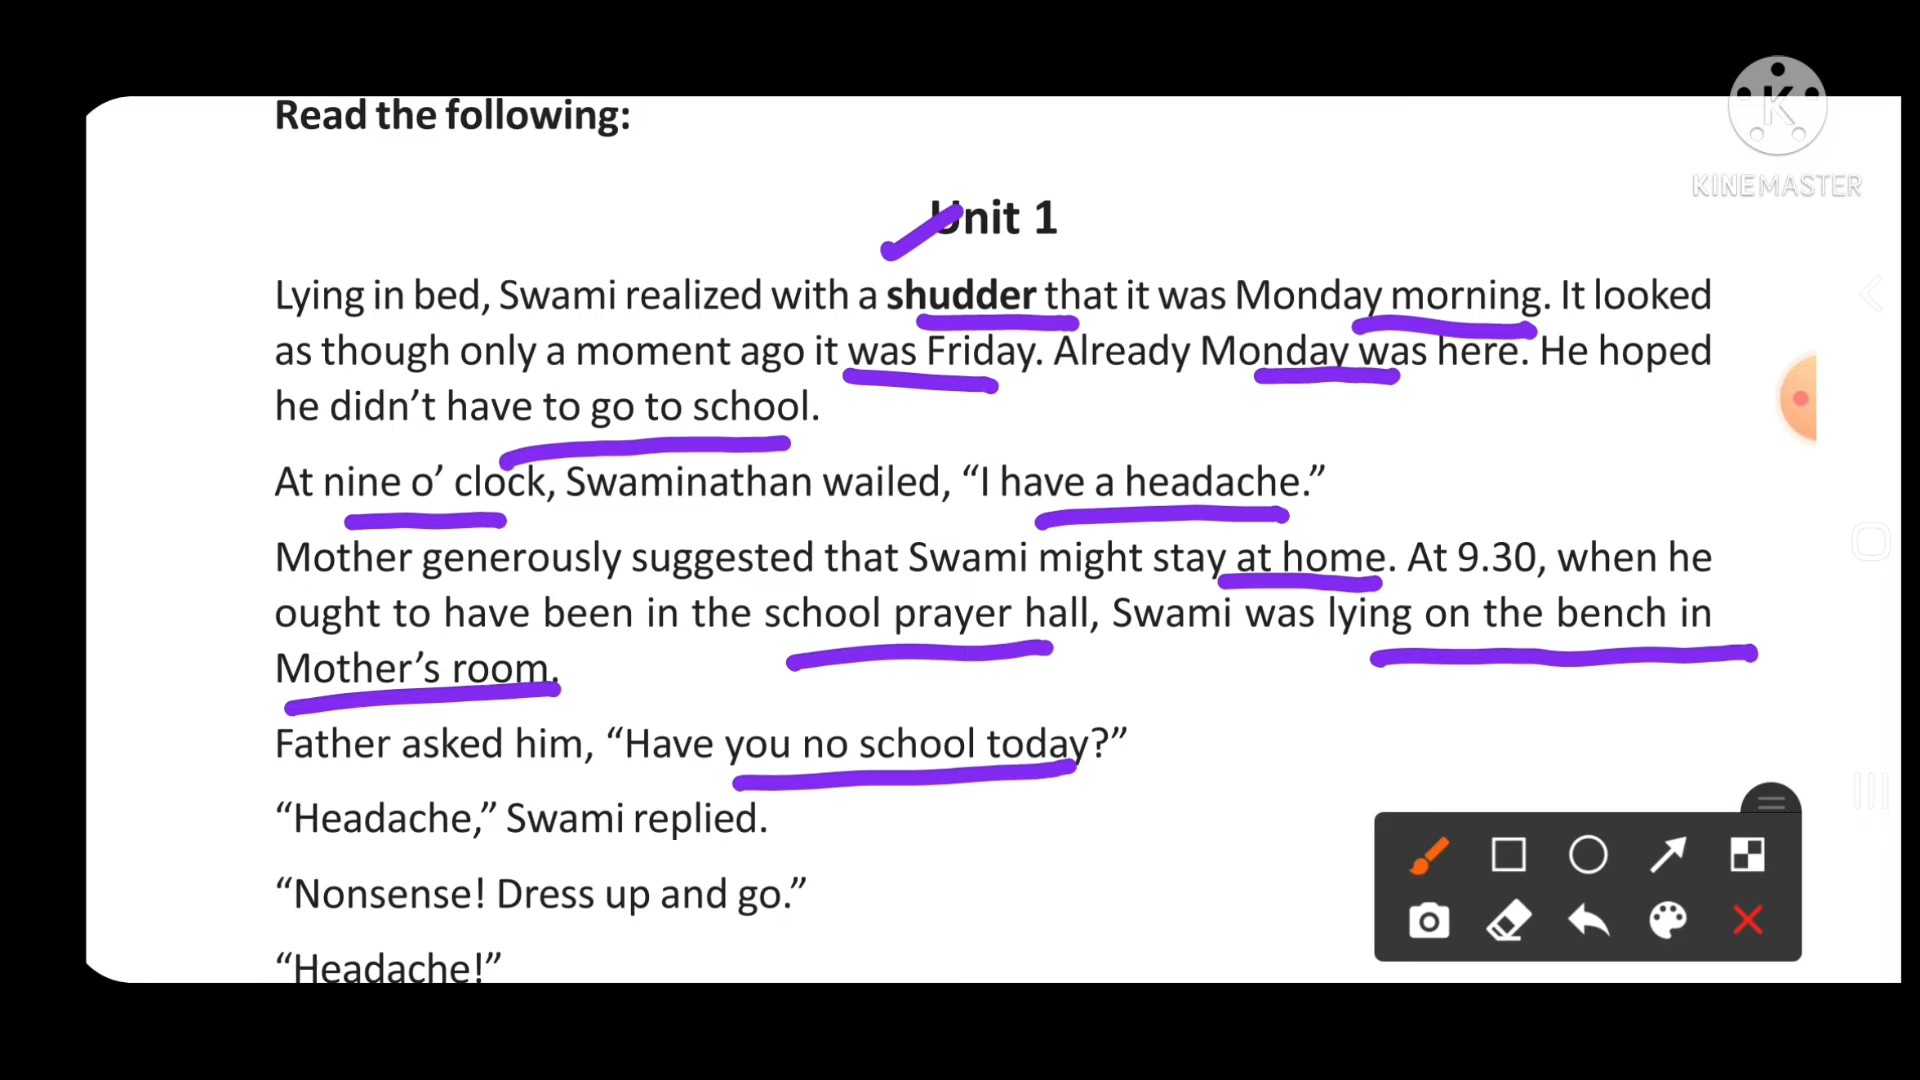 Read the following:
KINEMASTER
Unit 1
Lying in bed, Swami realized with a shudder that it was Monday morning. It looked
as though only a moment ago it was Friday. Already Monday was here. He hoped
he didn’t have to go to school.
At nine o’ clock, Swaminathan wailed, “I have a headache.”
Mother generously suggested that Swami might stay at home. At 9.30, when he
ought to have been in the school prayer hall, Swami was lying on the bench in
Mother’s room.
Father asked him, “Have you no school today?”
“Headache,” Swami replied.
“Nonsense! Dress up and go.”
“Headache!”